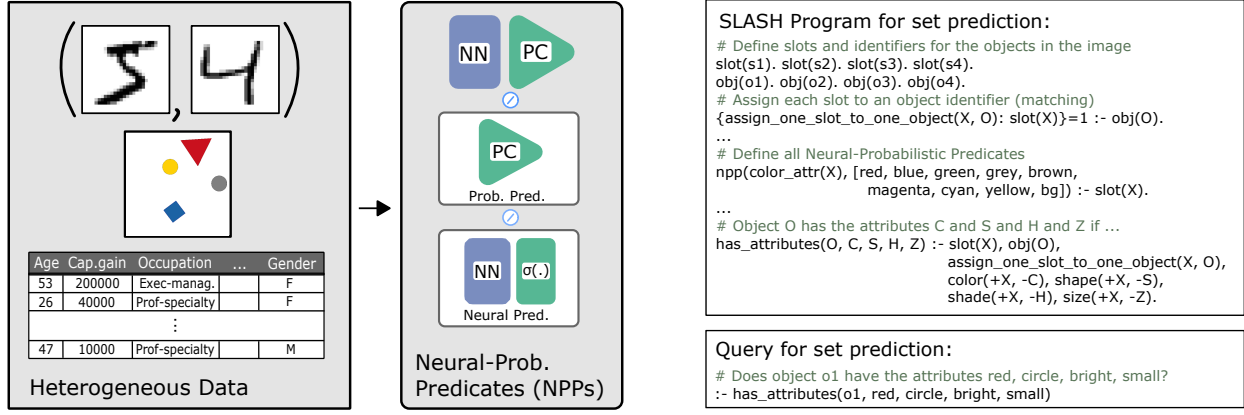 ( 5 , 4 )
Age Cap.gain Occupation ... Gender
53 200000 Exec-manag. F
26 40000 Prof-specialty F
⋮
47 10000 Prof-specialty M
Heterogeneous Data
NN PC
PC
Prob. Pred.
NN σ(.)
Neural Pred.
Neural-Prob.
Predicates (NPPs)
SLASH Program for set prediction:
# Define slots and identifiers for the objects in the image
slot(s1). slot(s2). slot(s3). slot(s4).
obj(o1). obj(o2). obj(o3). obj(o4).
# Assign each slot to an object identifier (matching)
{assign_one_slot_to_one_object(X, O): slot(X)}=1 :- obj(O).
...
# Define all Neural-Probabilistic Predicates
npp(color_attr(X), [red, blue, green, grey, brown,
magenta, cyan, yellow, bg]) :- slot(X).
...
# Object O has the attributes C and S and H and Z if ...
has_attributes(O, C, S, H, Z) :- slot(X), obj(O),
assign_one_slot_to_one_object(X, O),
color(+X, -C), shape(+X, -S),
shade(+X, -H), size(+X, -Z).
Query for set prediction:
# Does object o1 have the attributes red, circle, bright, small?
:- has_attributes(o1, red, circle, bright, small)